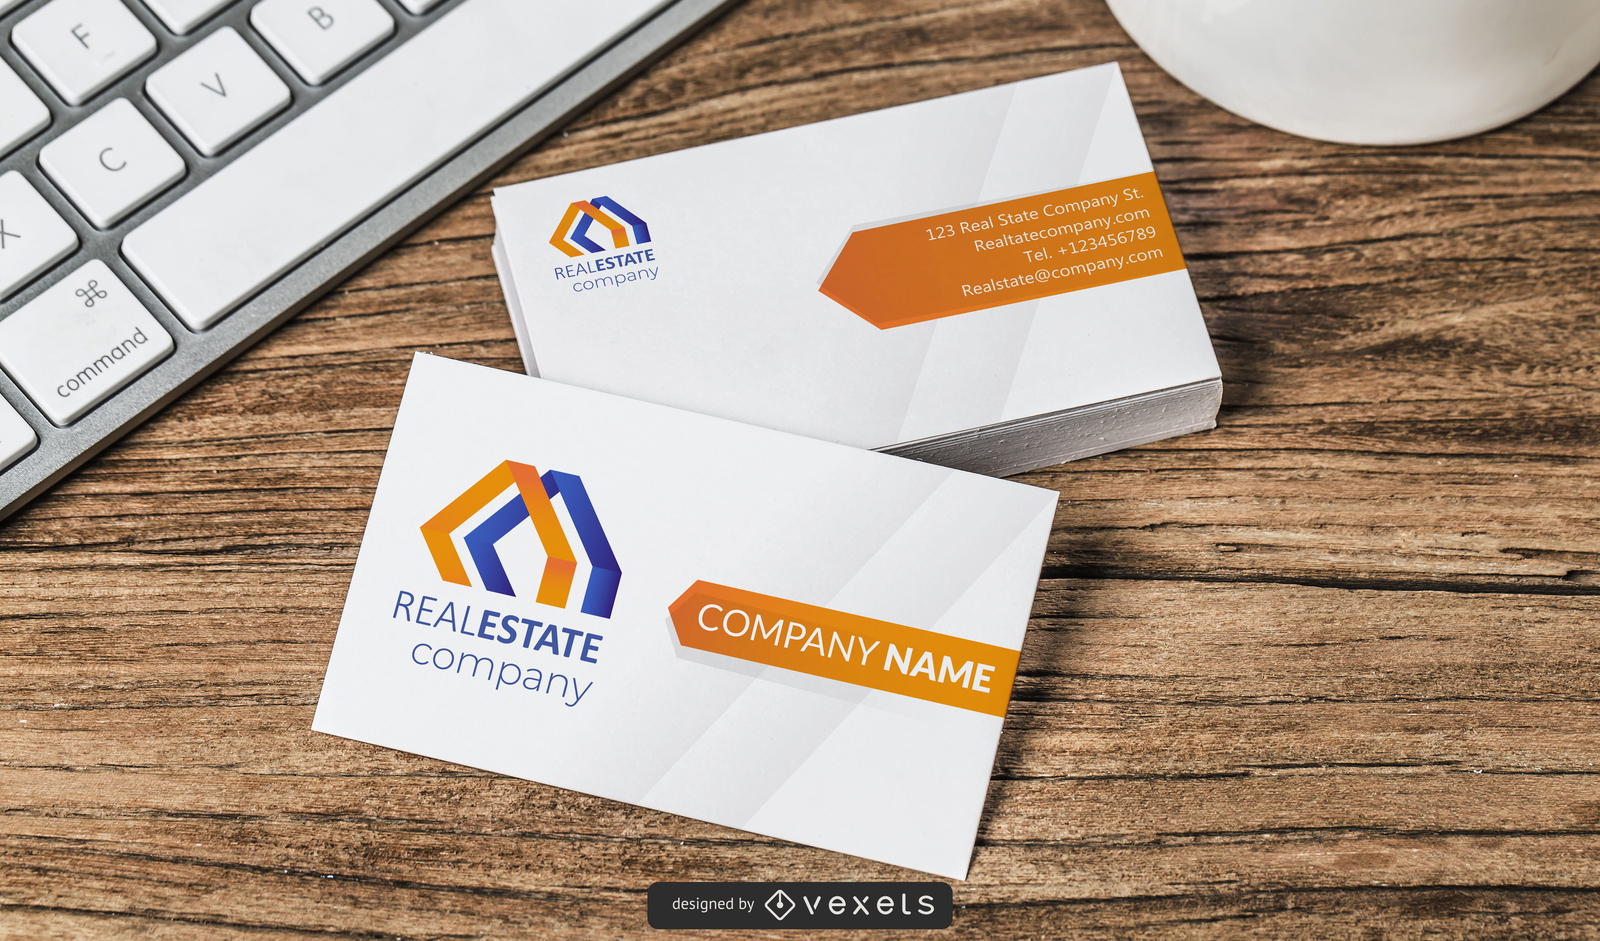 F
B
V
C
X
⌘
command
REALESTATE
company
123 Real State Company St.
Realtatecompany.com
Tel. +123456789
Realstate@company.com
REALESTATE
company
COMPANY NAME
designed by vexels